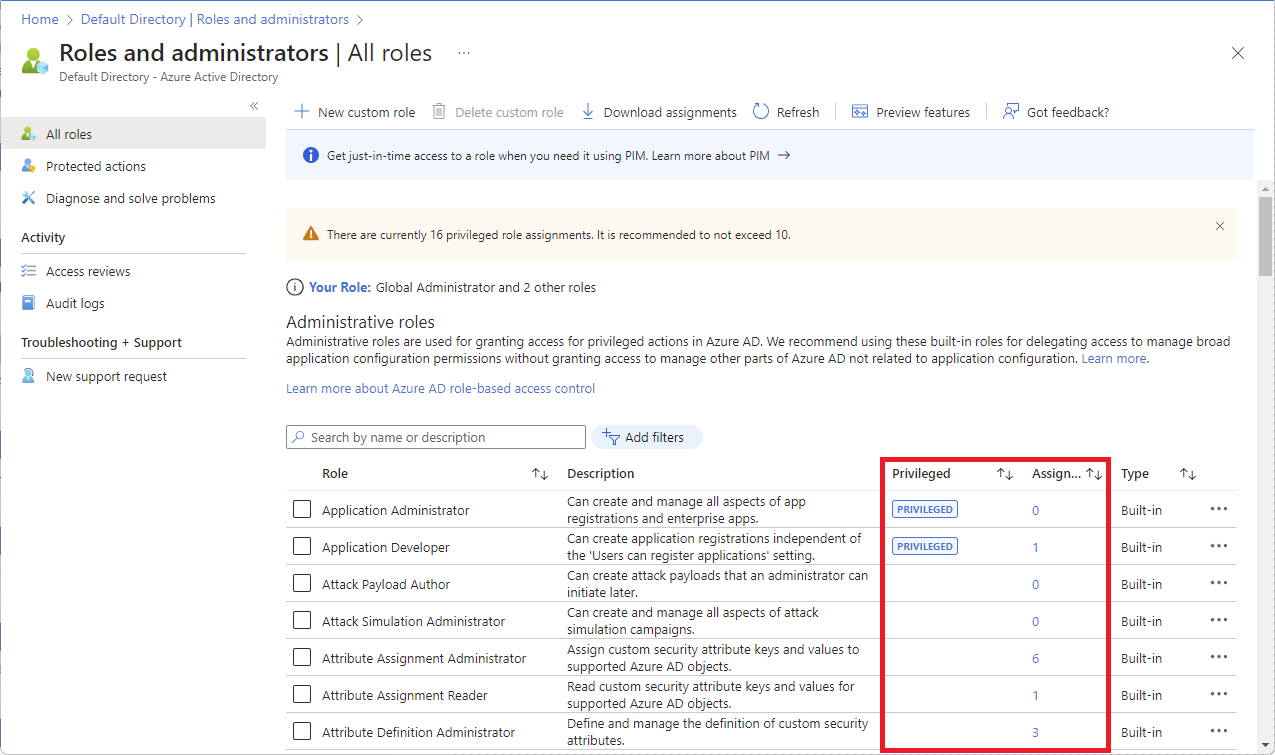 Home > Default Directory | Roles and administrators >
Roles and administrators | All roles ...
Default Directory - Azure Active Directory
«
All roles
Protected actions
Diagnose and solve problems
Activity
Access reviews
Audit logs
Troubleshooting + Support
New support request
New custom role Delete custom role Download assignments Refresh Preview features Got feedback?
Get just-in-time access to a role when you need it using PIM. Learn more about PIM →
There are currently 16 privileged role assignments. It is recommended to not exceed 10.
Your Role: Global Administrator and 2 other roles
Administrative roles
Administrative roles are used for granting access for privileged actions in Azure AD. We recommend using these built-in roles for delegating access to manage broad
application configuration permissions without granting access to manage other parts of Azure AD not related to application configuration. Learn more.
Learn more about Azure AD role-based access control
Search by name or description Add filters
Role Description Privileged Assign... Type
Application Administrator Can create and manage all aspects of app PRIVILEGED 0 Built-in ...
registrations and enterprise apps.
Application Developer Can create application registrations independent of PRIVILEGED 1 Built-in ...
the 'Users can register applications' setting.
Attack Payload Author Can create attack payloads that an administrator can 0 Built-in ...
initiate later.
Attack Simulation Administrator Can create and manage all aspects of attack 0 Built-in ...
simulation campaigns.
Attribute Assignment Administrator Assign custom security attribute keys and values to 6 Built-in ...
supported Azure AD objects.
Attribute Assignment Reader Read custom security attribute keys and values for 1 Built-in ...
supported Azure AD objects.
Attribute Definition Administrator Define and manage the definition of custom security 3 Built-in ...
attributes.